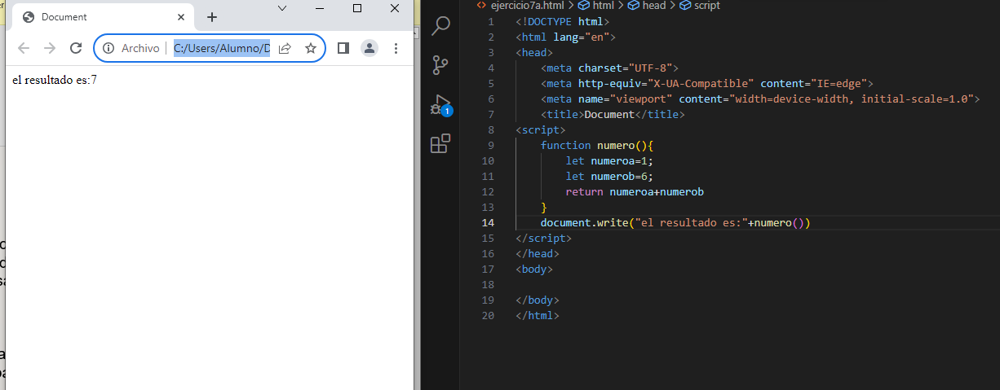 Document
Archivo
C:/Users/Alumno/D
el resultado es:7
ejercicio7a.html > html > head > script
1 <!DOCTYPE html>
2 <html lang="en">
3 <head>
4 <meta charset="UTF-8">
5 <meta http-equiv="X-UA-Compatible" content="IE=edge">
6 <meta name="viewport" content="width=device-width, initial-scale=1.0">
7 <title>Document</title>
8 <script>
9 function numero(){
10 let numeroa=1;
11 let numerob=6;
12 return numeroa+numerob
13 }
14 document.write("el resultado es:"+numero())
15 </script>
16 </head>
17 <body>
18
19 </body>
20 </html>
1